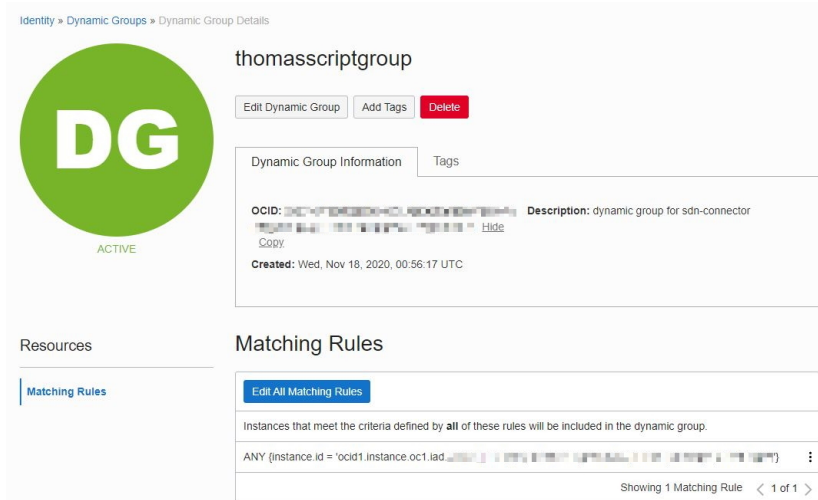 Identity » Dynamic Groups » Dynamic Group Details
DG
ACTIVE
thomasscriptgroup
Edit Dynamic Group Add Tags Delete
Dynamic Group Information Tags
OCID: Hide
Copy
Description: dynamic group for sdn-connector
Created: Wed, Nov 18, 2020, 00:56:17 UTC
Resources
Matching Rules
Matching Rules
Edit All Matching Rules
Instances that meet the criteria defined by all of these rules will be included in the dynamic group.
ANY {instance.id = 'ocid1.instance.oc1.iad. '}
Showing 1 Matching Rule < 1 of 1 >